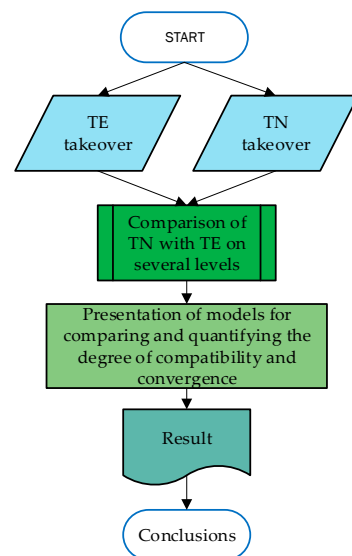 START
TE
takeover
TN
takeover
Comparison of
TN with TE on
several levels
Presentation of models for
comparing and quantifying the
degree of compatibility and
convergence
Result
Conclusions